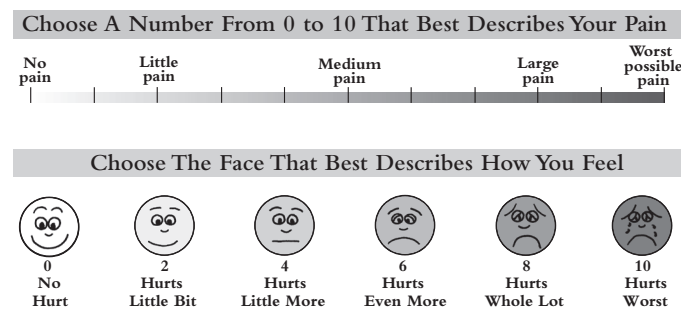 Choose A Number From 0 to 10 That Best Describes Your Pain
No
pain
Little
pain
Medium
pain
Large
pain
Worst
possible
pain
Choose The Face That Best Describes How You Feel
0
No
Hurt
2
Hurts
Little Bit
4
Hurts
Little More
6
Hurts
Even More
8
Hurts
Whole Lot
10
Hurts
Worst